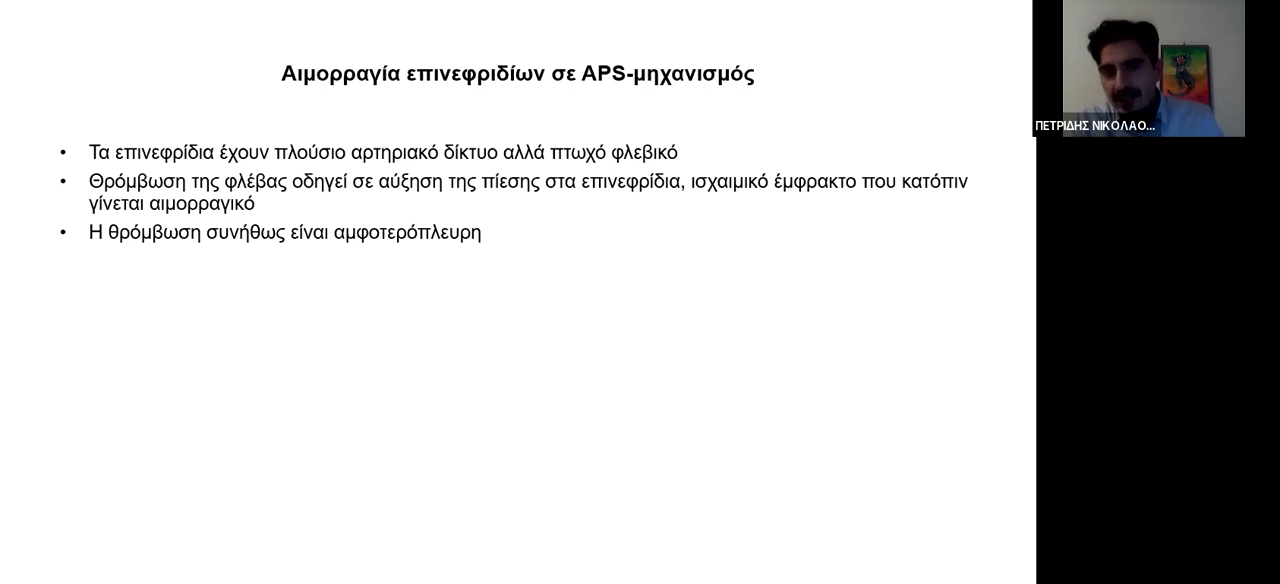 Αιμορραγία επινεφριδίων σε APS-μηχανισμός
• Τα επινεφρίδια έχουν πλούσιο αρτηριακό δίκτυο αλλά πτωχό φλεβικό
• Θρόμβωση της φλέβας οδηγεί σε αύξηση της πίεσης στα επινεφρίδια, ισχαιμικό έμφρακτο που κατόπιν
γίνεται αιμορραγικό
• Η θρόμβωση συνήθως είναι αμφοτερόπλευρη
ΠΕΤΡΙΔΗΣ ΝΙΚΟΛΑΟ...